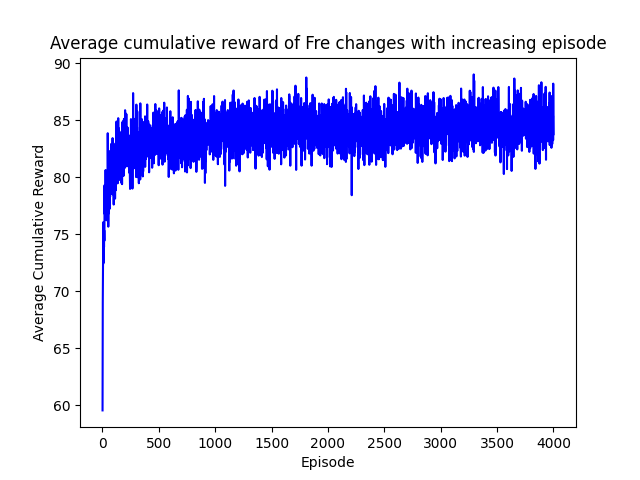 Average cumulative reward of Fre changes with increasing episode
90
85
80
75
70
65
60
Average Cumulative Reward
0 500 1000 1500 2000 2500 3000 3500 4000
Episode